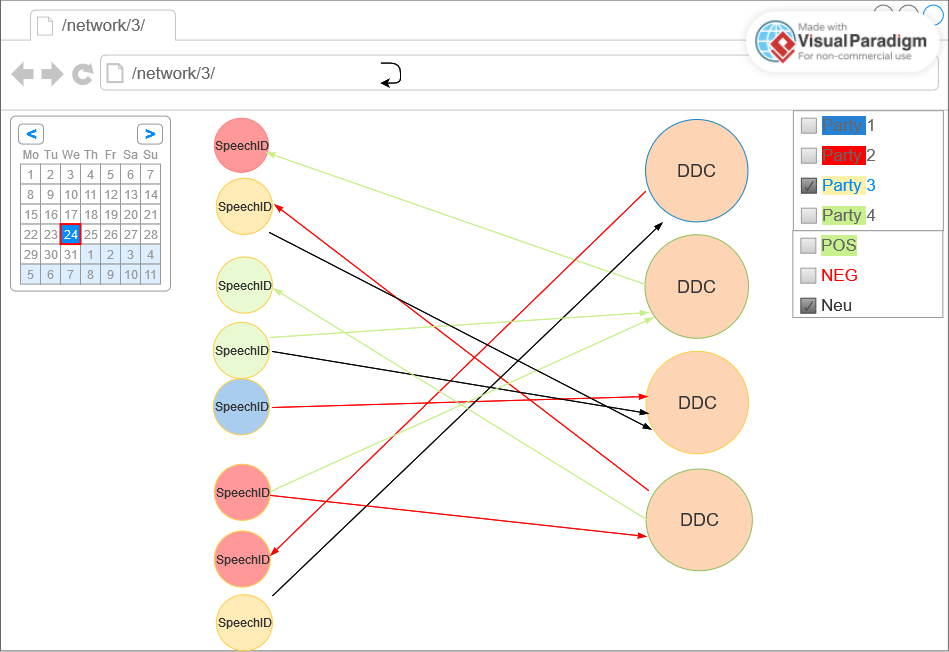 /network/3/
Made with
VisualParadigm
For non-commercial use
/network/3/
< >
Mo Tu We Th Fr Sa Su
1 2 3 4 5 6 7
8 9 10 11 12 13 14
15 16 17 18 19 20 21
22 23 24 25 26 27 28
29 30 31 1 2 3 4
5 6 7 8 9 10 11
SpeechID
SpeechID
SpeechID
SpeechID
SpeechID
SpeechID
SpeechID
SpeechID
DDC
DDC
DDC
DDC
Party 1
Party 2
Party 3
Party 4
POS
NEG
Neu